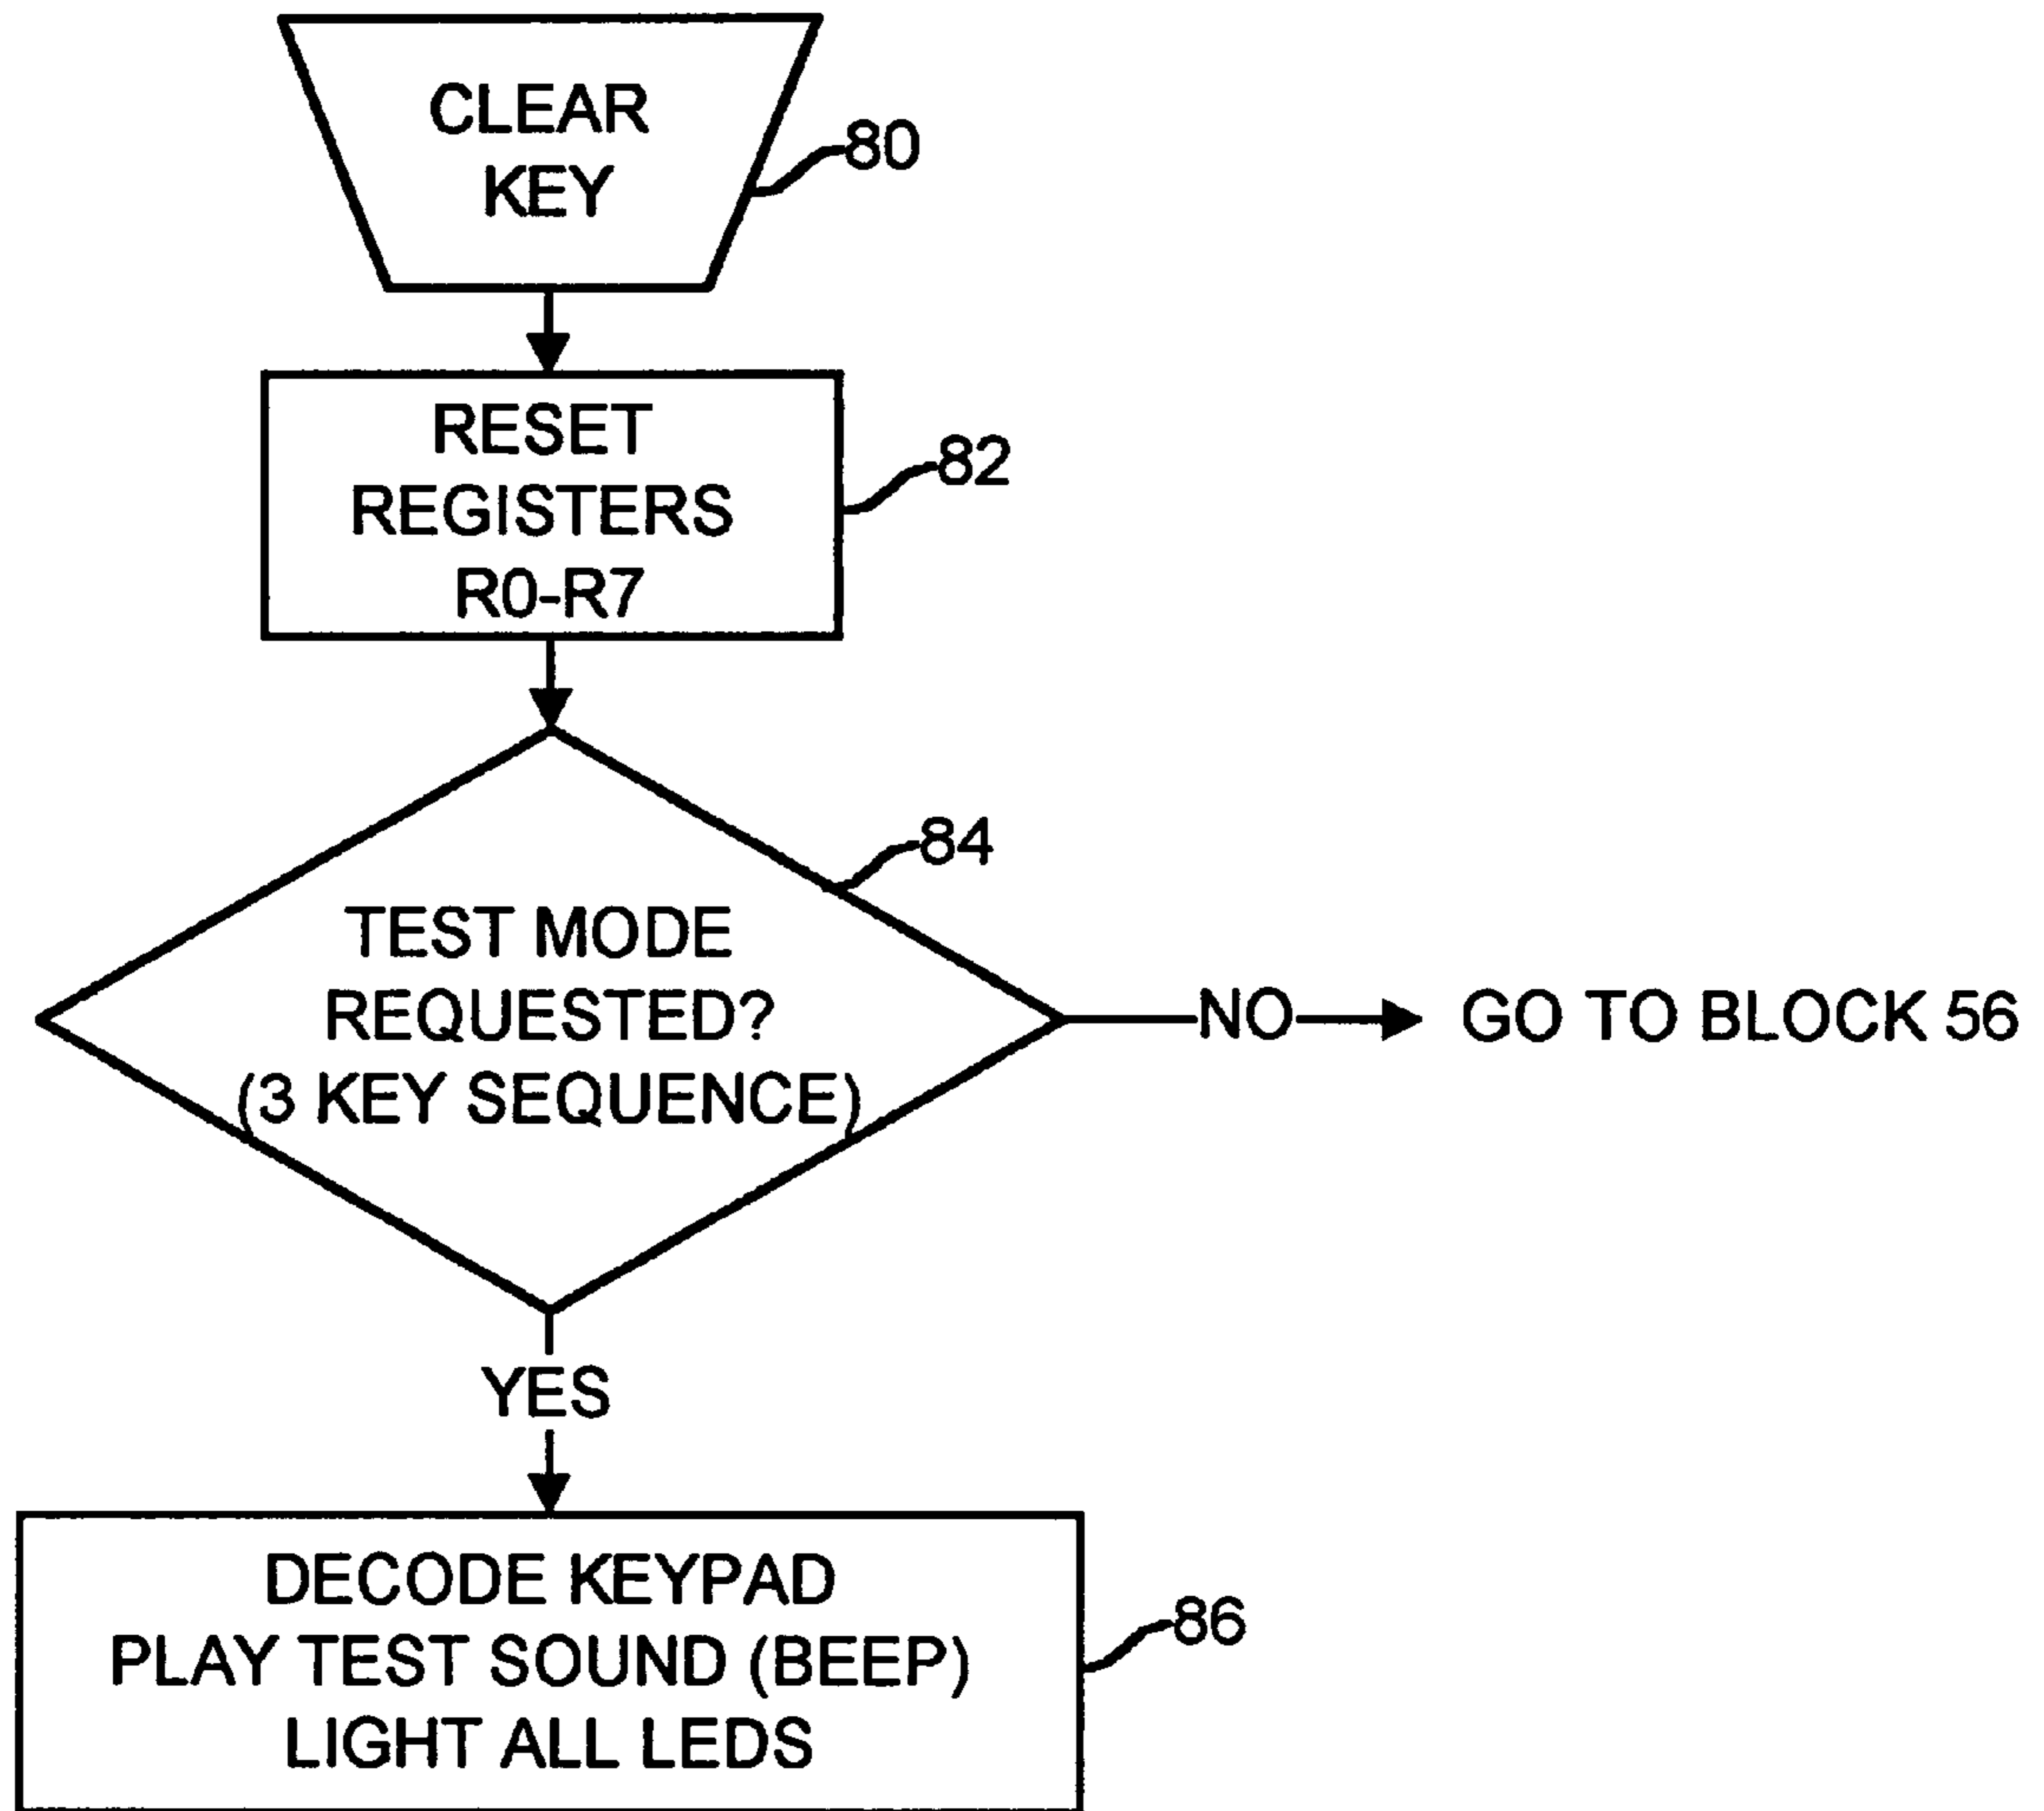 CLEAR
KEY
80
RESET
REGISTERS
R0-R7
82
84
TEST MODE
REQUESTED?
(3 KEY SEQUENCE)
NO
GO TO BLOCK 56
YES
DECODE KEYPAD
PLAY TEST SOUND (BEEP)
LIGHT ALL LEDS
86